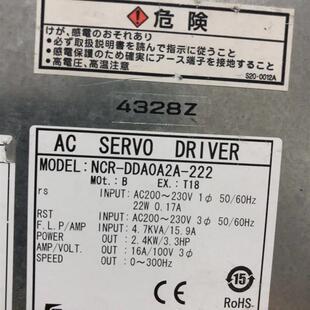 危険
けが、感電のおそれあり
●必ず取扱説明書を読んで指示に従うこと
●感電保護のため確実にアース端子を接地すること
●高電圧、高温注意
S20-0012A
4328Z
AC SERVO DRIVER
MODEL: NCR-DDA0A2A-222
MOt.: B EX.: T18
rs INPUT: AC200~230V 1φ 50/60Hz
22W 0.17A
RST INPUT: AC200~230V 3φ 50/60Hz
F.L.P/AMP INPUT: 4.7KVA/15.9A
POWER OUT : 2.4KW/3.3HP
AMP/VOLT. OUT : 16A/100V 3φ
SPEED OUT : 0~300Hz
15
RoHS